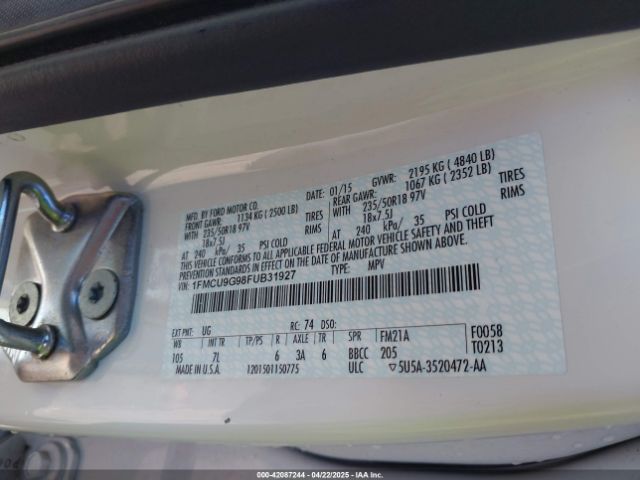 MFD. BY FORD MOTOR CO.
DATE: 01/15 GVWR: 2195 KG ( 4840 LB)
FRONT GAWR: 1134 KG ( 2500 LB) REAR GAWR: 1067 KG ( 2352 LB)
WITH 235/50R18 97V TIRES WITH 235/50R18 97V TIRES
18x7.5J RIMS 18x7.5J RIMS
AT 240 kPa/ 35 PSI COLD AT 240 kPa/ 35 PSI COLD
THIS VEHICLE CONFORMS TO ALL APPLICABLE FEDERAL MOTOR VEHICLE SAFETY AND THEFT
PREVENTION STANDARDS IN EFFECT ON THE DATE OF MANUFACTURE SHOWN ABOVE.
VIN: 1FMCU9G98FUB31927 TYPE: MPV
EXT PNT: UG RC: 74 DSO:
WB INT TR TP/PS R AXLE TR SPR FM21A F0058
105 7L 6 3A 6 BBCC 205 T0213
MADE IN U.S.A. 1201501150775 ULC ▽5U5A-3520472-AA
000-42087244 - 04/22/2025 - IAA Inc.